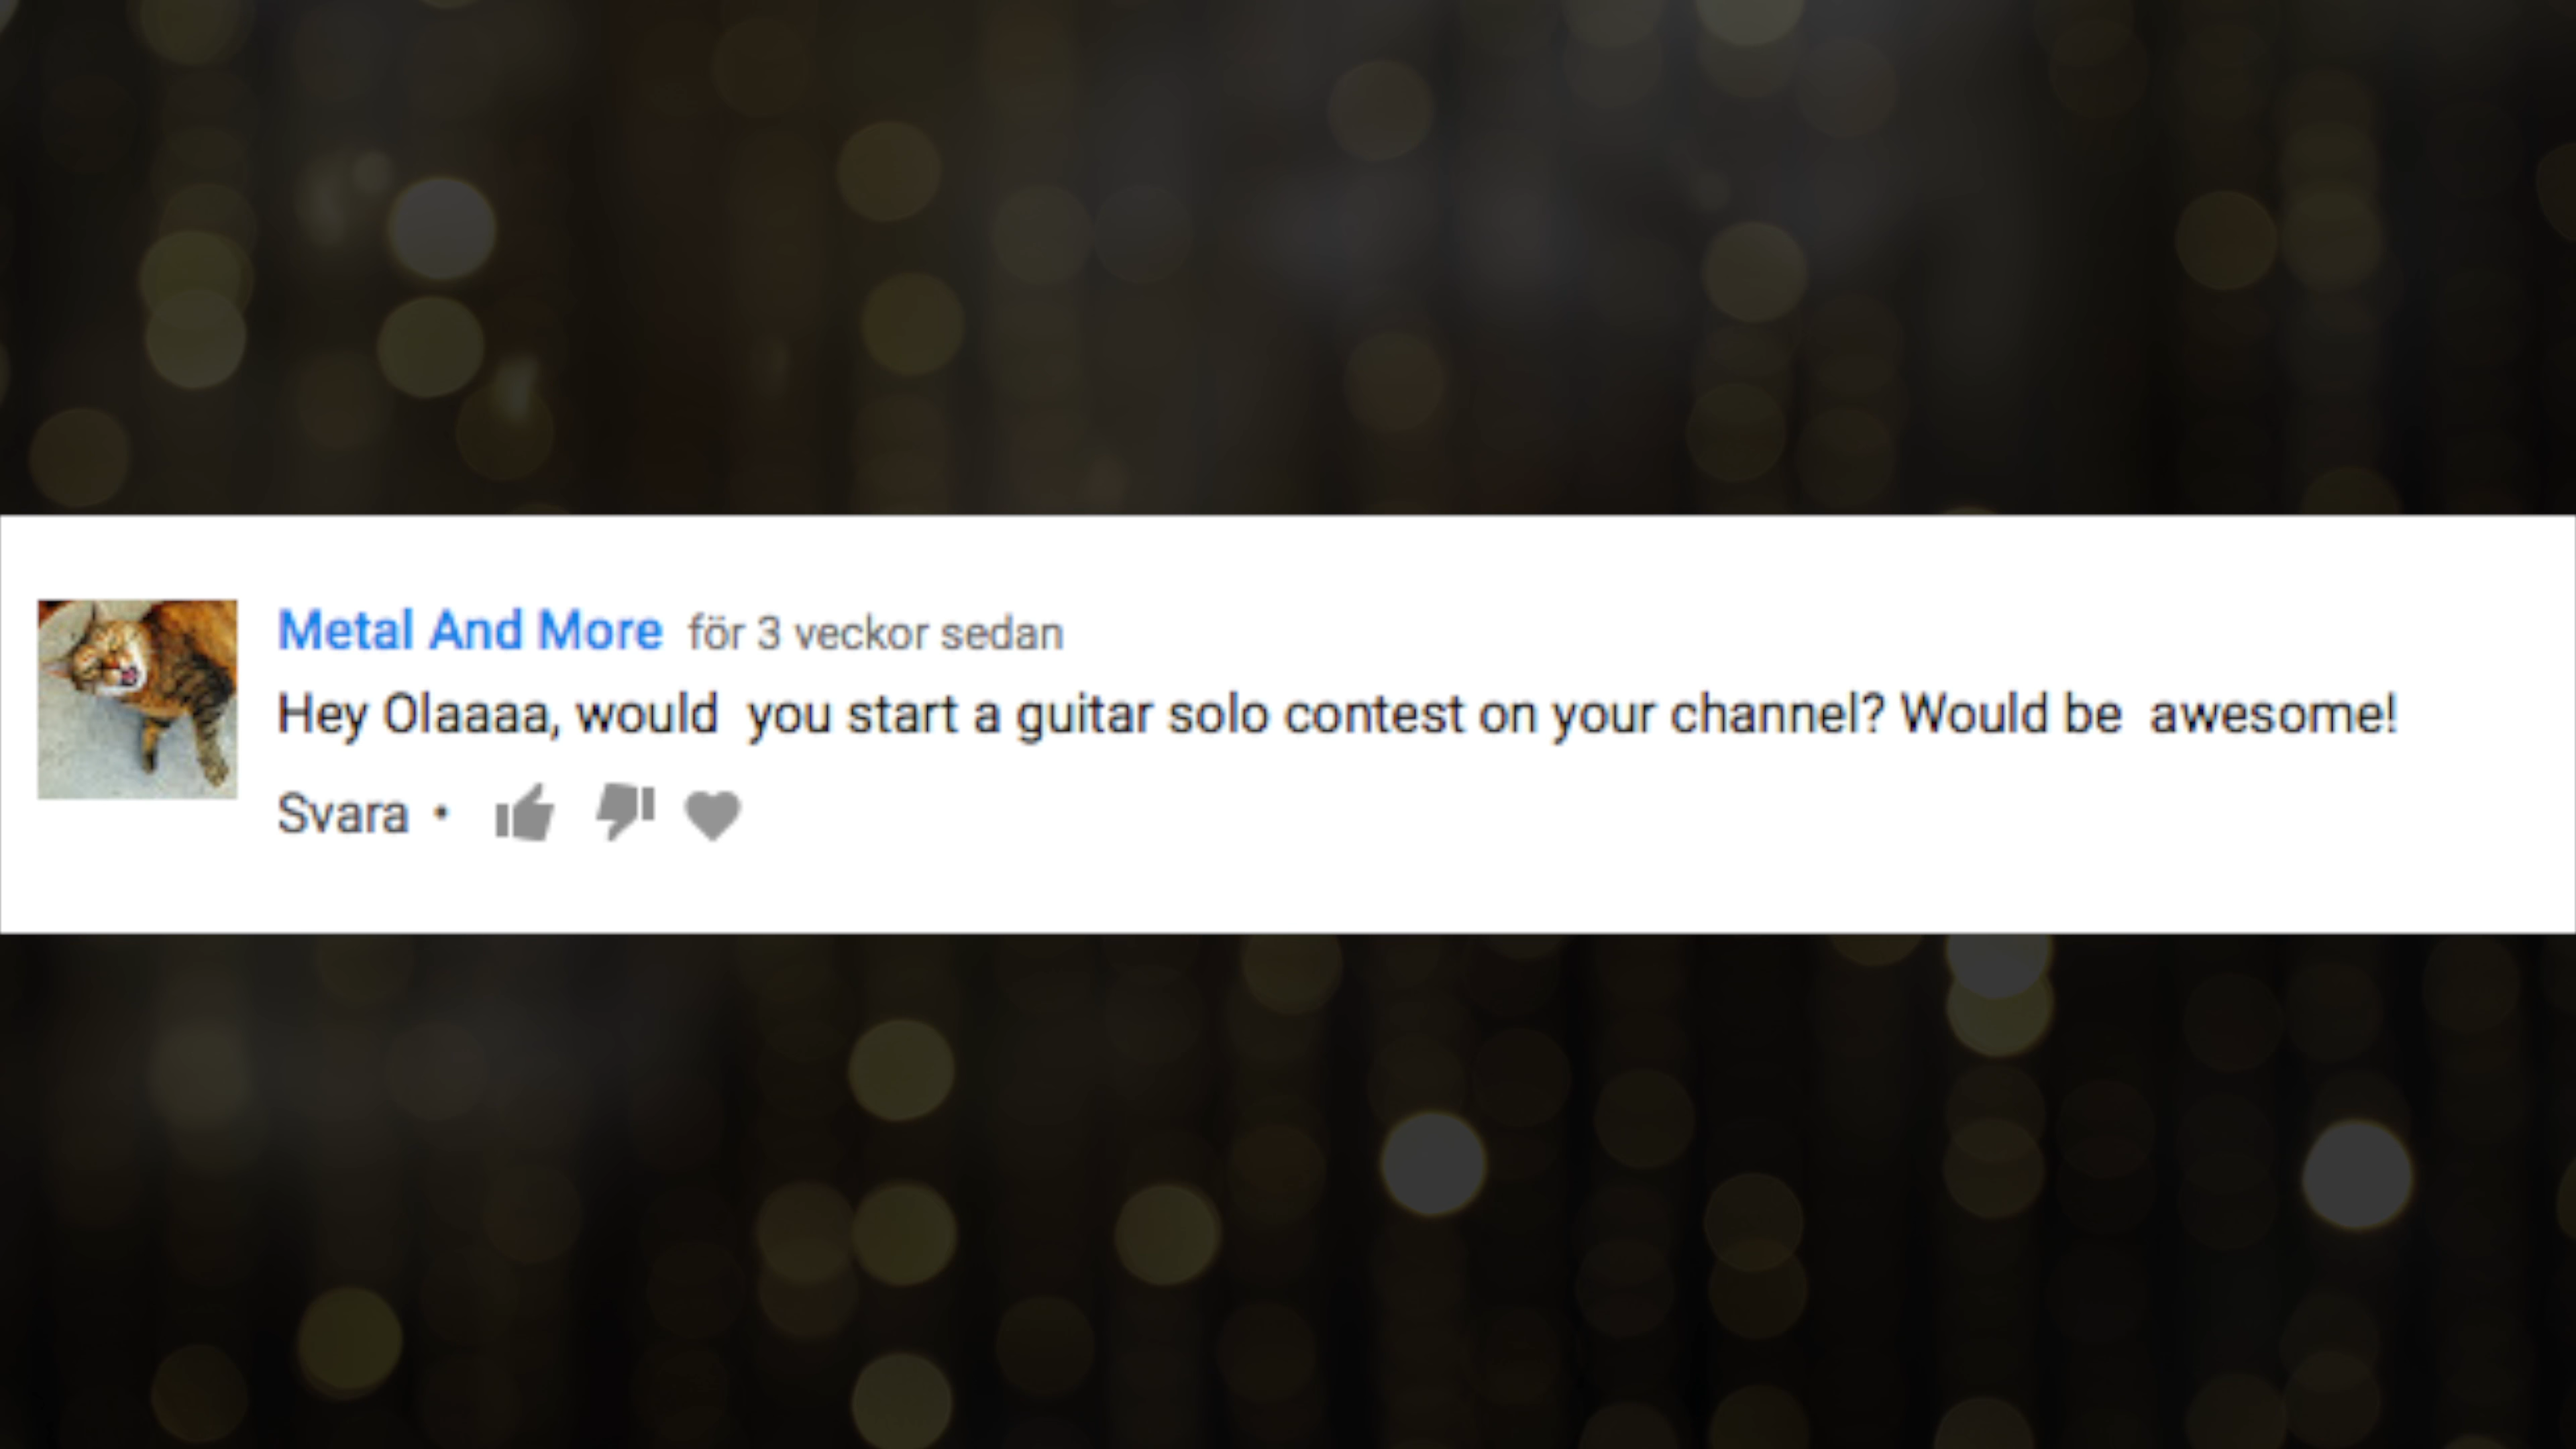 Metal And More för 3 veckor sedan
Hey Olaaaa, would  you start a guitar solo contest on your channel? Would be  awesome!
Svara •